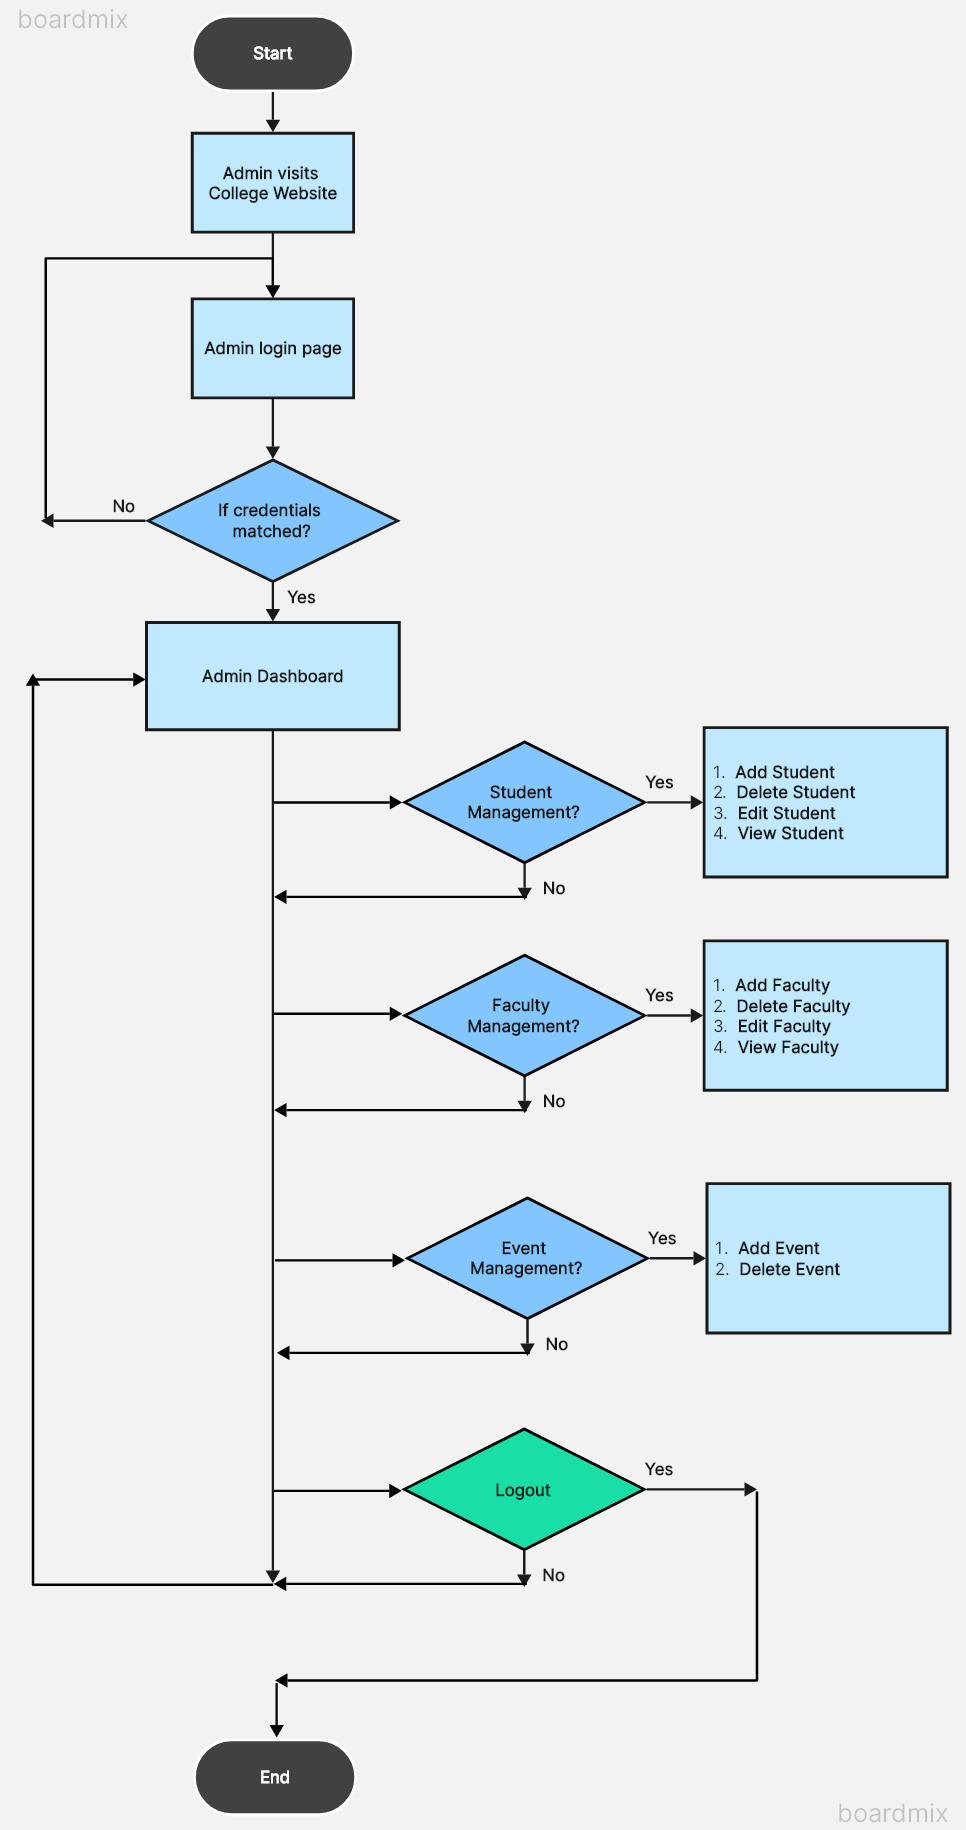 boardmix
Start
Admin visits
College Website
Admin login page
If credentials
matched?
No
Yes
Admin Dashboard
Student
Management?
Yes
1. Add Student
2. Delete Student
3. Edit Student
4. View Student
No
Faculty
Management?
Yes
1. Add Faculty
2. Delete Faculty
3. Edit Faculty
4. View Faculty
No
Event
Management?
Yes
1. Add Event
2. Delete Event
No
Logout
Yes
No
End
boardmix